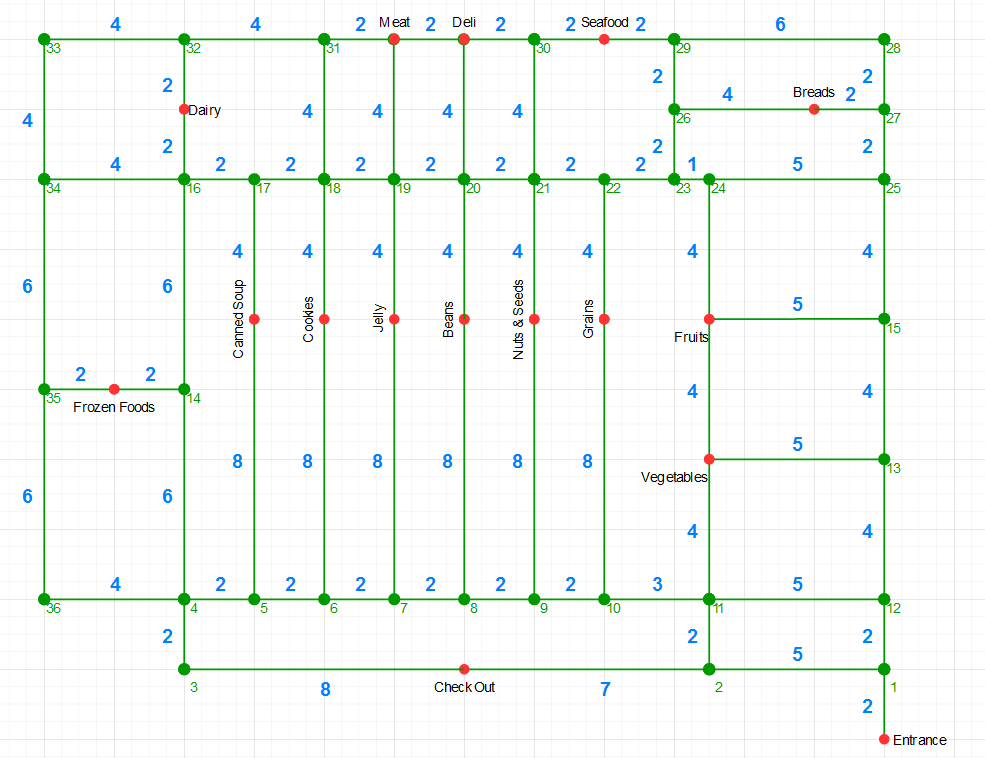 4 4 2 Meat 2 Deli 2 2 Seafood 2 6
33 32 31 30 29 28
2 Dairy 4 4 4 4 2 4 Breads 2 2
26 27
4 2 2 2 2 2 2 2 2 2 2 1 5 2
34 16 17 18 19 20 21 22 23 24 25
6 6 4 4 4 4 4 4 4 4
Canned Soup Cookies Jelly Beans Nuts & Seeds Grains Fruits 5 15
2 2 4 4
35 Frozen Foods 14
6 6 8 8 8 8 8 8 Vegetables 5 13
4 4
4 2 2 2 2 2 2 3 5
36 4 5 6 7 8 9 10 11 12
2 2 5 2
3 8 Check Out 7 2 1
2
Entrance